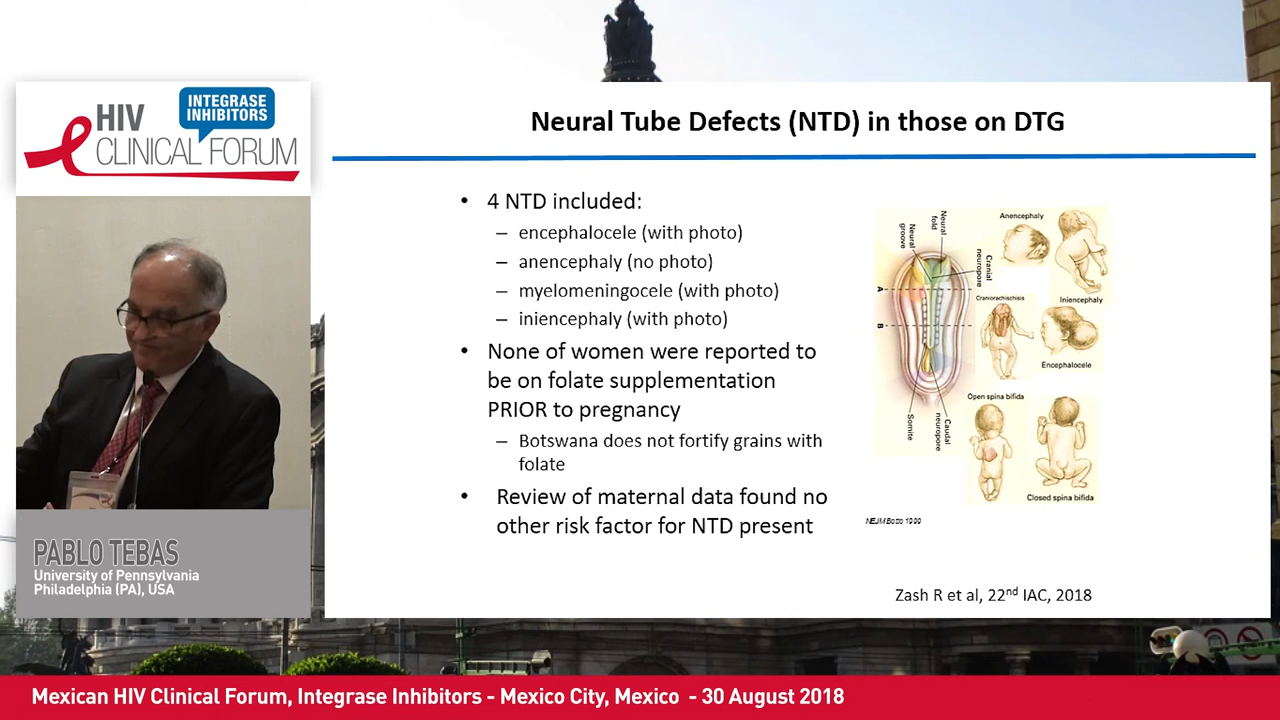 HIV
INTEGRASE
INHIBITORS
CLINICAL FORUM
PABLO TEBAS
University of Pennsylvania
Philadelphia (PA), USA
Neural Tube Defects (NTD) in those on DTG
• 4 NTD included:
– encephalocele (with photo)
– anencephaly (no photo)
– myelomeningocele (with photo)
– iniencephaly (with photo)
• None of women were reported to
be on folate supplementation
PRIOR to pregnancy
– Botswana does not fortify grains with
folate
• Review of maternal data found no
other risk factor for NTD present
Neural
groove
Neural
fold
Cranial
neuropore
A
B
Somite
Caudal
neuropore
Anencephaly
Iniencephaly
Craniorachischisis
Encephalocele
Open spina bifida
Closed spina bifida
NEJM Botto 1999
Zash R et al, 22nd IAC, 2018
Mexican HIV Clinical Forum, Integrase Inhibitors - Mexico City, Mexico - 30 August 2018